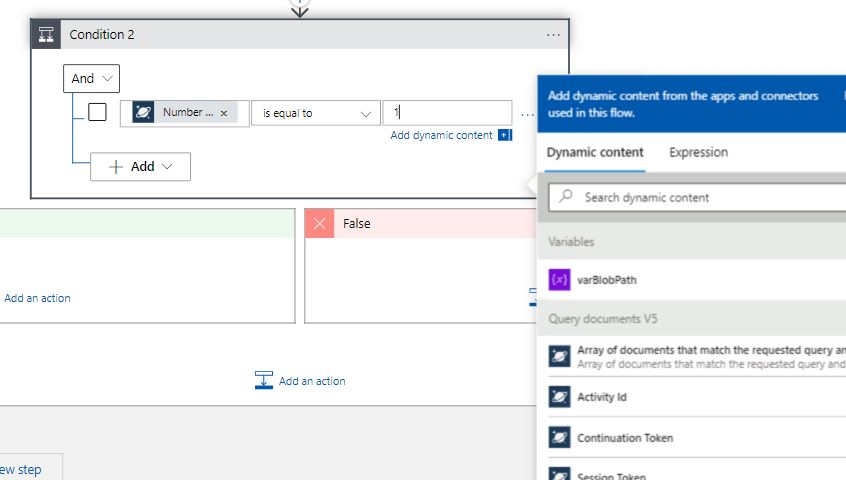 Condition 2
...
And
Number ... ×
is equal to
1
...
Add dynamic content
Add
False
Add an action
Add an action
ew step
Add dynamic content from the apps and connectors
used in this flow.
Dynamic content
Expression
Search dynamic content
Variables
{x}
varBlobPath
Query documents V5
Array of documents that match the requested query an
Array of documents that match the requested query and
Activity Id
Continuation Token
Session Token